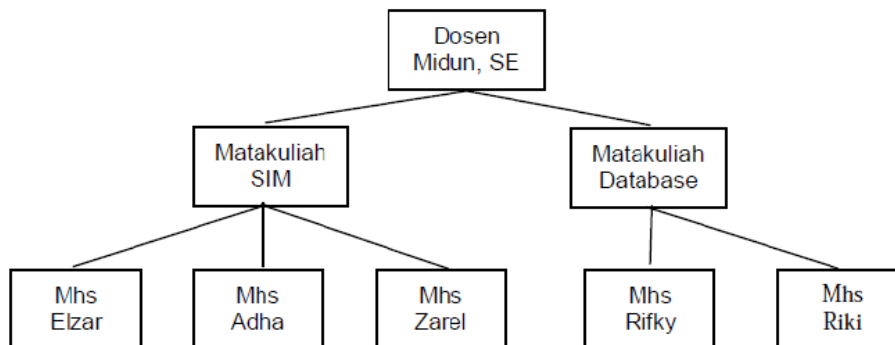 Dosen
Midun, SE
Matakuliah
SIM
Matakuliah
Database
Mhs
Elzar
Mhs
Adha
Mhs
Zarel
Mhs
Rifky
Mhs
Riki